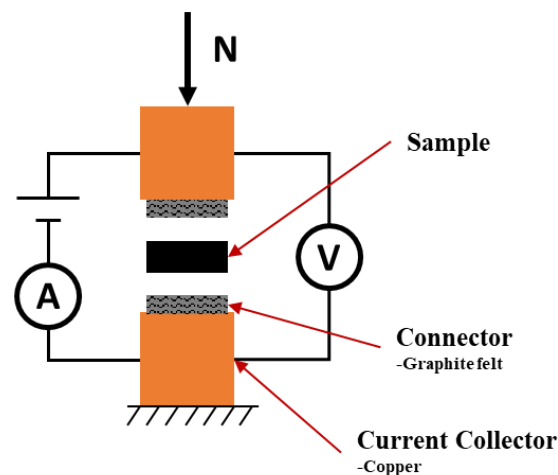 N
Sample
V
A
Connector
-Graphite felt
Current Collector
-Copper